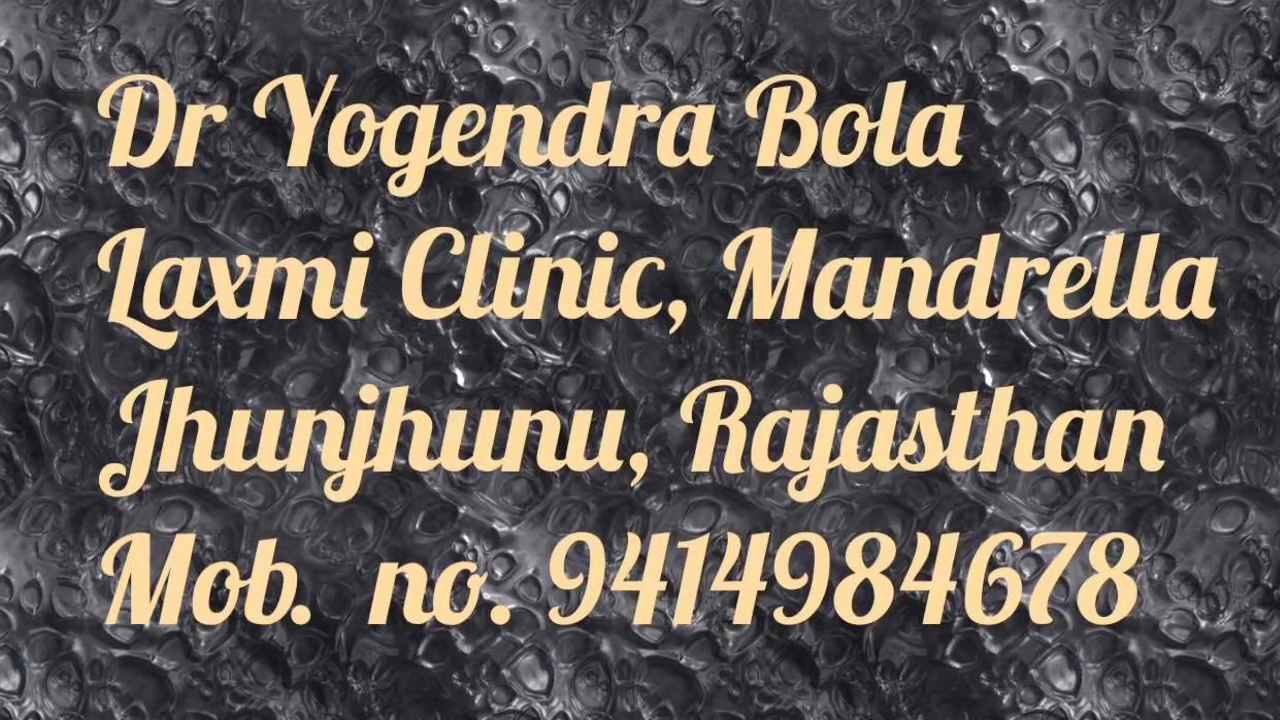 Dr Yogendra Bola
Laxmi Clinic, Mandrella
Jhunjhunu, Rajasthan
Mob. no. 9414984678